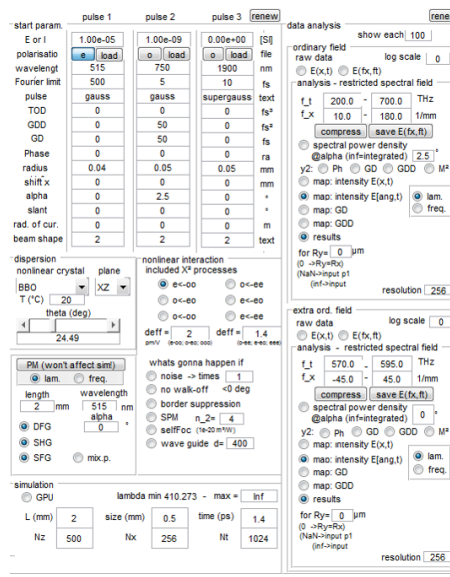 pulse 1 pulse 2 pulse 3 renew
start param.
E or I 1.00e-05 1.00e-09 0.00e+00 [SI]
polarisatio e load o load o load file
wavelengt 515 750 1900 nm
Fourier limit 500 5 10 fs
pulse gauss gauss supergauss text
TOD 0 0 0 fs³
GDD 0 50 0 fs²
GD 0 50 0 fs
Phase 0 0 0 ra
radius 0.04 0.05 0.05 mm
shift x 0 0 0 mm
alpha 0 2.5 0 °
slant 0 0 0 °
rad. of cur. 0 0 0 m
beam shape 2 2 2 text
dispersion
nonlinear crystal plane
BBO XZ
T (°C) 20
theta (deg)
24.49
nonlinear interaction
included X² processes
e<-oo o<-ee
o<-eo e<-eo
o<-oo e<-ee
deff = 2 deff = 1.4
pm/V (e-oo; o-eo; ooo) (o-ee; e-eo; eee)
PM (won't affect sim!)
lam. freq.
length wavelength
2 mm 515 nm
alpha
DFG 0 °
SHG
SFG mix.p.
whats gonna happen if
noise -> times 1
no walk-off <0 deg
border suppression
SPM n_2= 4
selfFoc (1e-20 m²/W)
wave guide d= 400
simulation
GPU lambda min 410.273 - max = Inf
L (mm) 2 size (mm) 0.5 time (ps) 1.4
Nz 500 Nx 256 Nt 1024
rene
data analysis
show each 100
ordinary field
raw data log scale 0
E(x,t) E(fx,ft)
analysis - restricted spectral field
f_t 200.0 - 700.0 THz
f_x 10.0 - 180.0 1/mm
compress save E(fx,ft)
spectral power density
@alpha (inf=integrated) 2.5 °
y2: Ph GD GDD M²
map: intensity E(x,t)
map: intensity E[ang,t) lam.
map: GD freq.
map: GDD
results
for Ry= 0 µm
(0 ->Ry=Rx)
(NaN->input p1
(inf->input
resolution 256
extra ord. field
raw data log scale 0
E(x,t) E(fx,ft)
analysis - restricted spectral field
f_t 570.0 - 595.0 THz
f_x -45.0 - 45.0 1/mm
compress save E(fx,ft)
spectral power density
@alpha (inf=integrated) 0 °
y2: Ph GD GDD M²
map: intensity E(x,t)
map: intensity E[ang,t) lam.
map: GD freq.
map: GDD
results
for Ry= 0 µm
(0 ->Ry=Rx)
(NaN->input p1
(inf->input
resolution 256